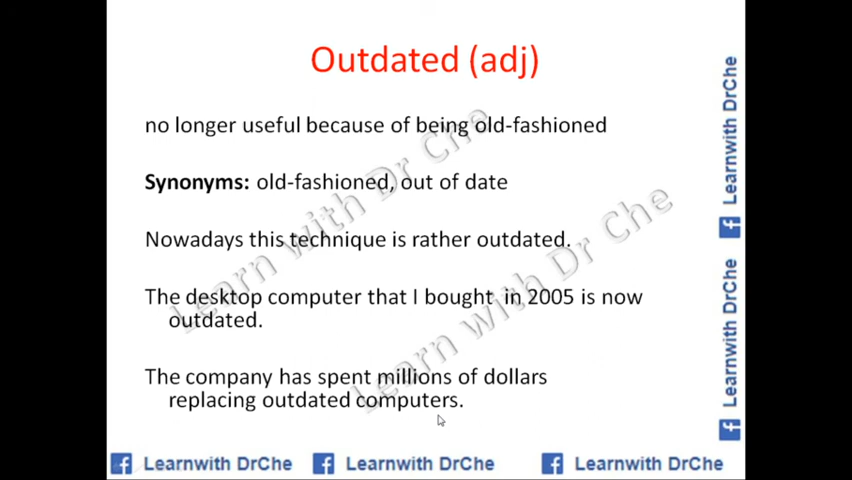 Outdated (adj)
no longer useful because of being old-fashioned
Synonyms: old-fashioned, out of date
Nowadays this technique is rather outdated.
The desktop computer that I bought in 2005 is now
outdated.
The company has spent millions of dollars
replacing outdated computers.
Learn with Dr Che
Learn with Dr Che
Learnwith DrChe
Learnwith DrChe
Learnwith DrChe
Learnwith DrChe
Learnwith DrChe